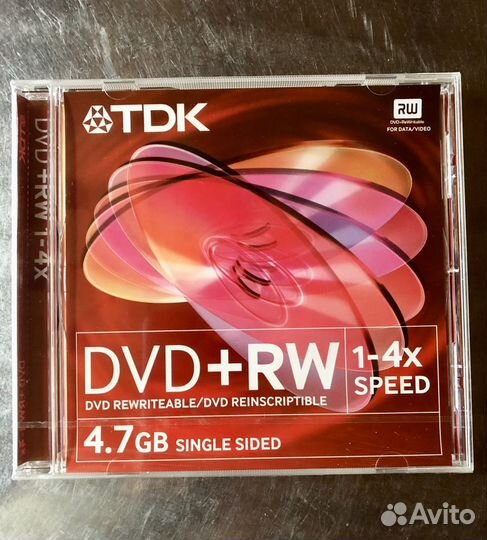 TDK
RW
DVD+ReWritable
FOR DATA/VIDEO
DVD+RW 1-4x
DVD+RW
1-4x
SPEED
DVD REWRITEABLE/DVD REINSCRIPTIBLE
4.7GB SINGLE SIDED
Avito